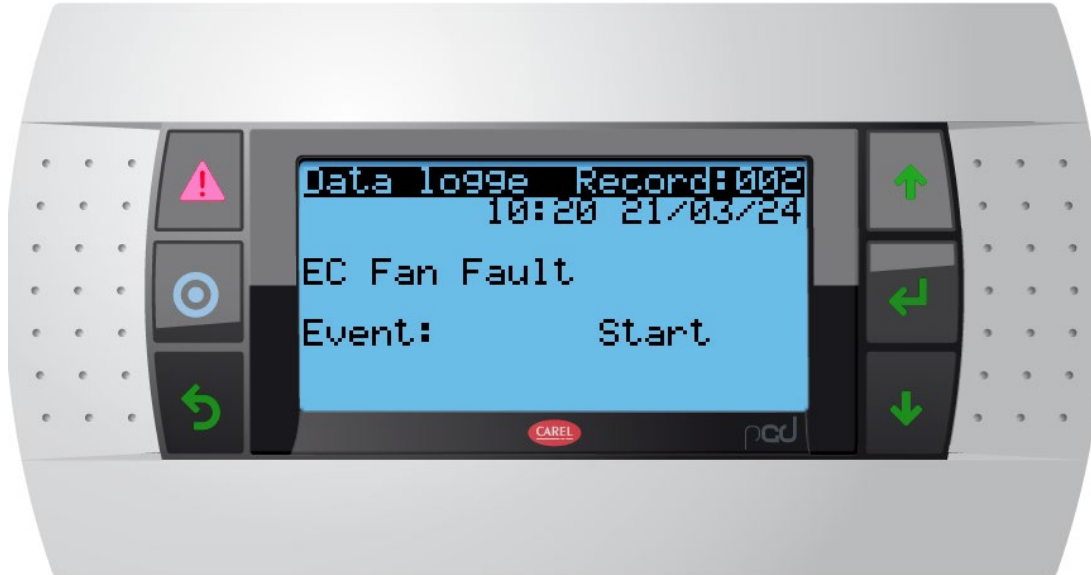 Data logge Record:002
10:20 21/03/24
EC Fan Fault
Event: Start
CAREL
pGD